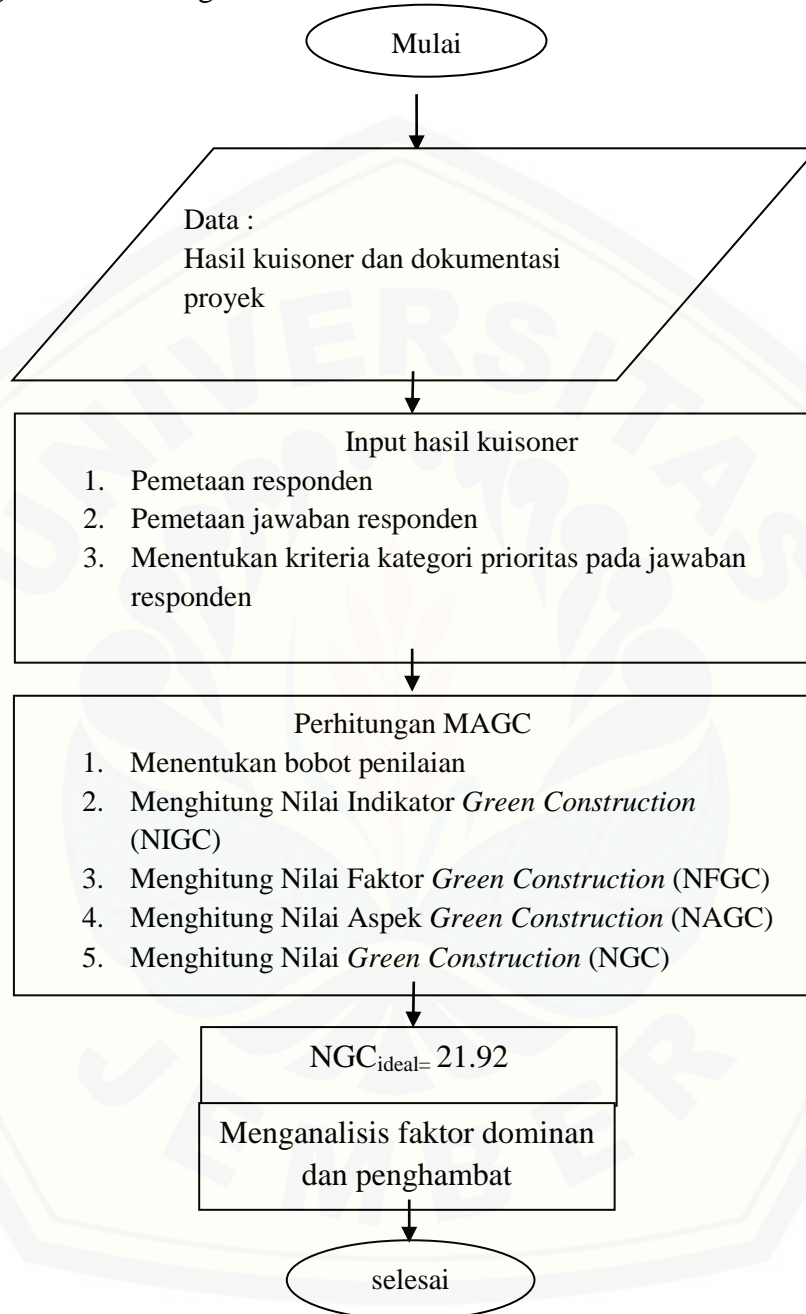 Mulai
Data :
Hasil kuisoner dan dokumentasi
proyek
Input hasil kuisoner
1. Pemetaan responden
2. Pemetaan jawaban responden
3. Menentukan kriteria kategori prioritas pada jawaban
responden
Perhitungan MAGC
1. Menentukan bobot penilaian
2. Menghitung Nilai Indikator Green Construction
(NIGC)
3. Menghitung Nilai Faktor Green Construction (NFGC)
4. Menghitung Nilai Aspek Green Construction (NAGC)
5. Menghitung Nilai Green Construction (NGC)
NGCideal= 21.92
Menganalisis faktor dominan
dan penghambat
selesai
UNIVERSITAS
JEMBER